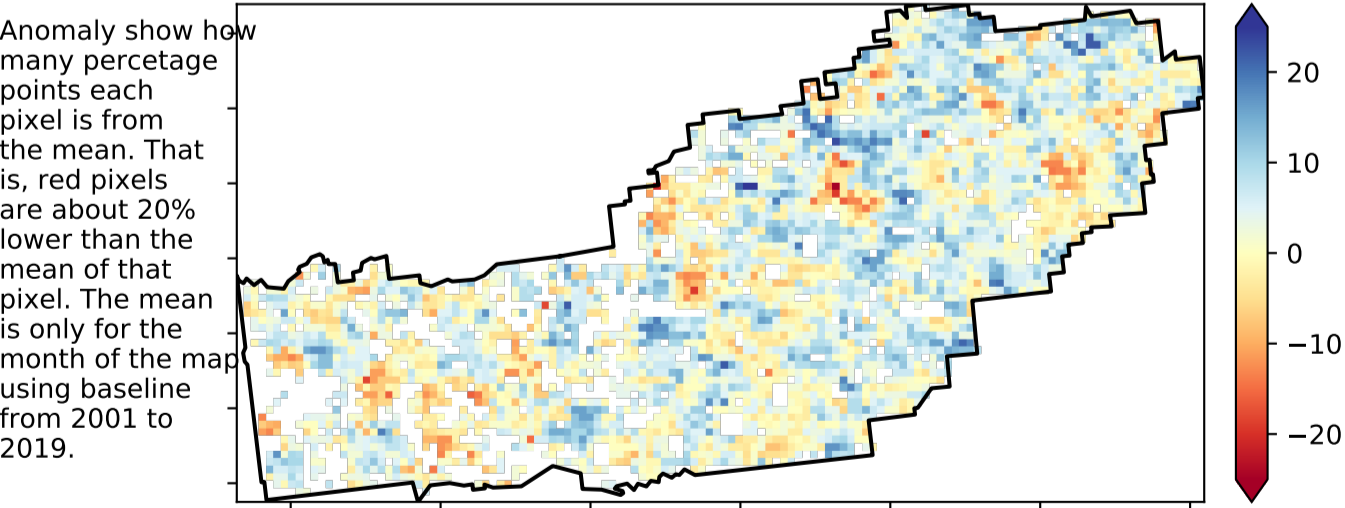 Anomaly show how
many percetage
points each
pixel is from
the mean. That
is, red pixels
are about 20%
lower than the
mean of that
pixel. The mean
is only for the
month of the map
using baseline
from 2001 to
2019.
20
10
0
−10
−20